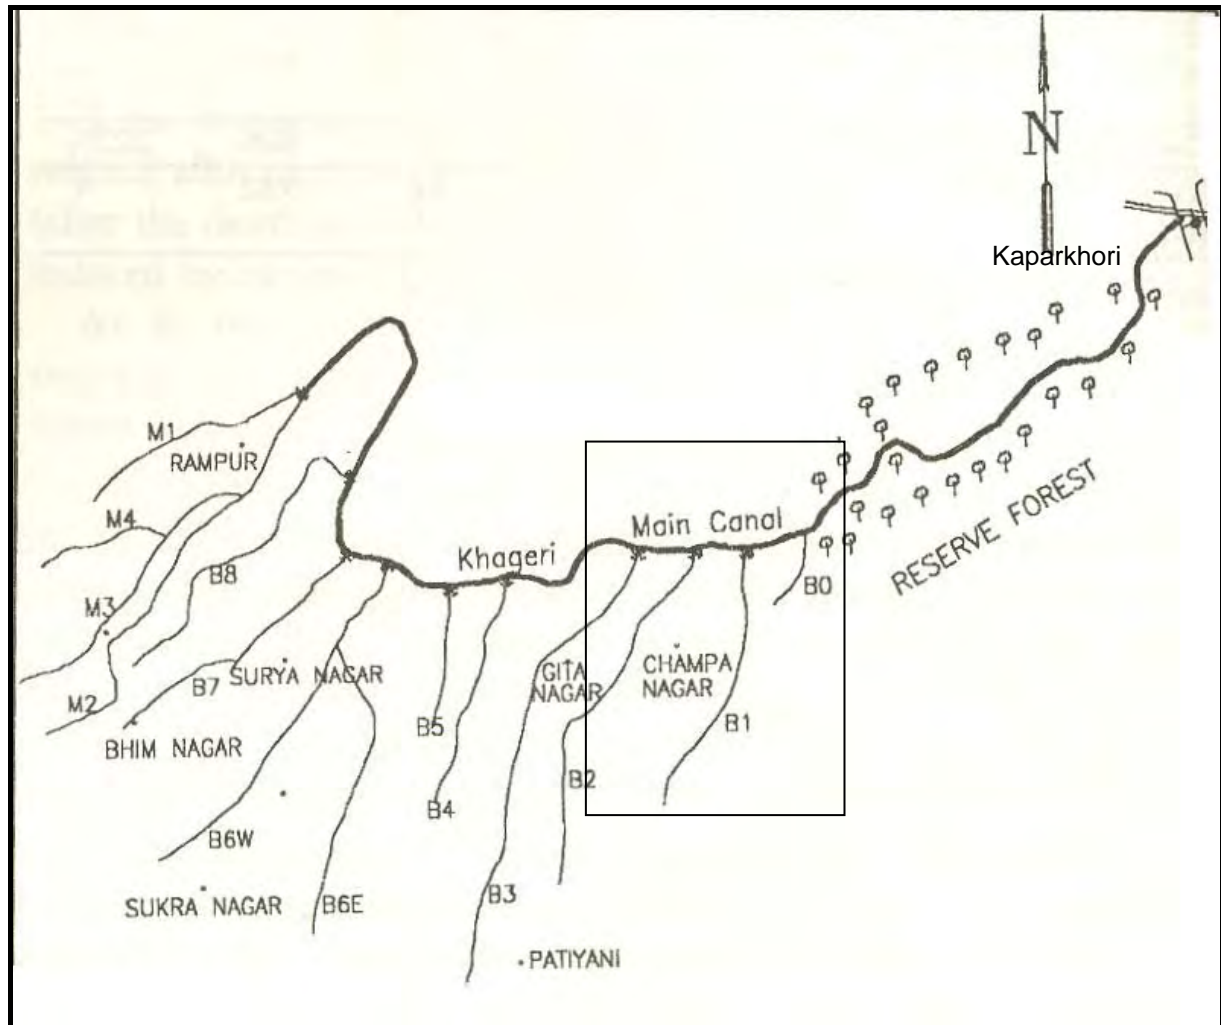 N
Kaparkhori
M1
RAMPUR
M4
Main Canal
Khageri
RESERVE FOREST
B8
B0
M3
CHAMPA
NAGAR
GITA
NAGAR
SURYA NAGAR
B7
M2
B5
B1
BHIM NAGAR
B2
B4
B6W
B3
SUKRA NAGAR
B6E
PATIYANI